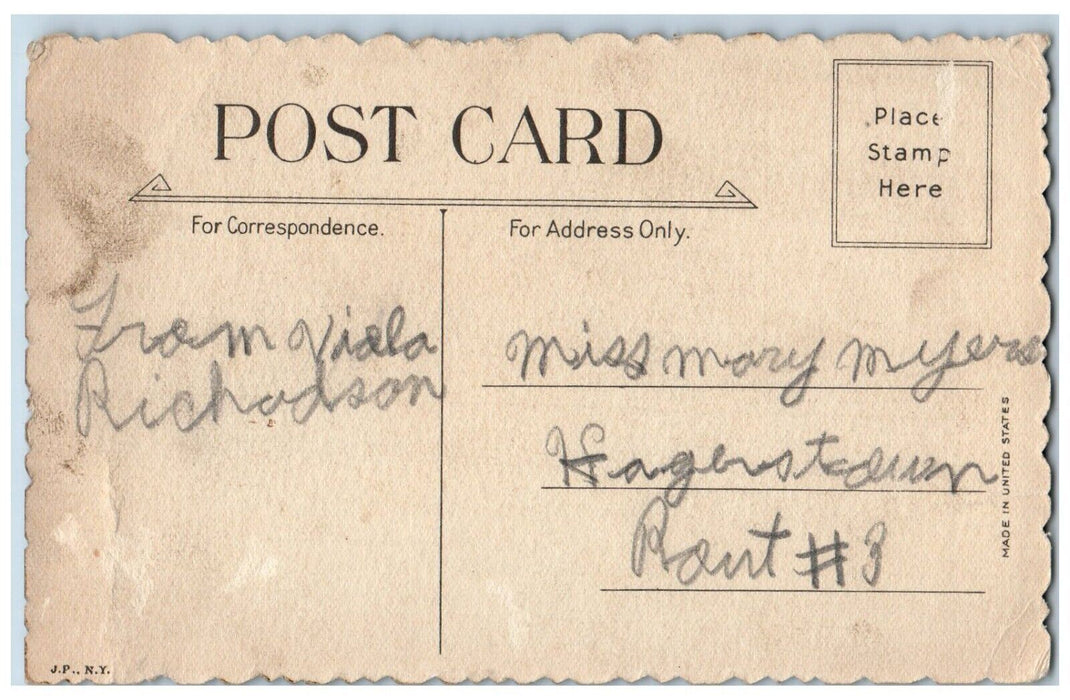 POST CARD
Place
Stamp
Here
For Correspondence.
For Address Only.
From Viola
Richodson
Miss Mary Myers
Hagerstown
Rout #3
MADE IN UNITED STATES
J.P., N.Y.